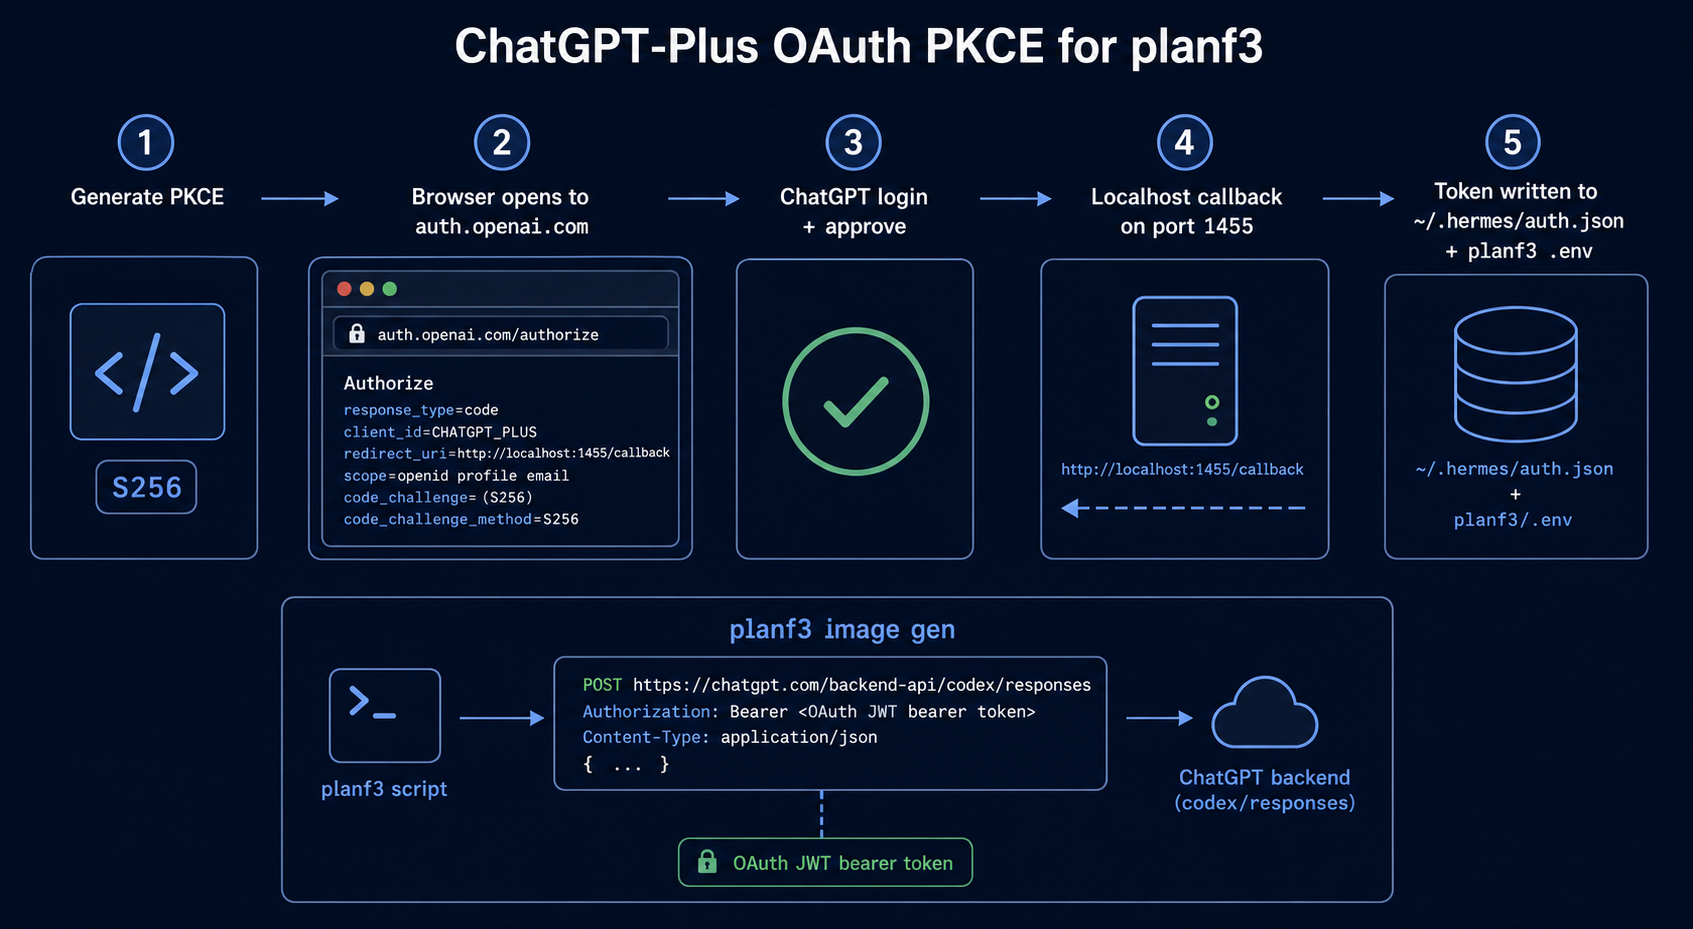 ChatGPT-Plus OAuth PKCE for planf3
1
Generate PKCE
2
Browser opens to
auth.openai.com
3
ChatGPT login
+ approve
4
Localhost callback
on port 1455
5
Token written to
~/.hermes/auth.json
+ planf3 .env
</>
S256
auth.openai.com/authorize
Authorize
response_type=code
client_id=CHATGPT_PLUS
redirect_uri=http://localhost:1455/callback
scope=openid profile email
code_challenge=(S256)
code_challenge_method=S256
http://localhost:1455/callback
~/.hermes/auth.json
+
planf3/.env
planf3 image gen
>_
planf3 script
POST https://chatgpt.com/backend-api/codex/responses
Authorization: Bearer <OAuth JWT bearer token>
Content-Type: application/json
{ ... }
ChatGPT backend
(codex/responses)
OAuth JWT bearer token